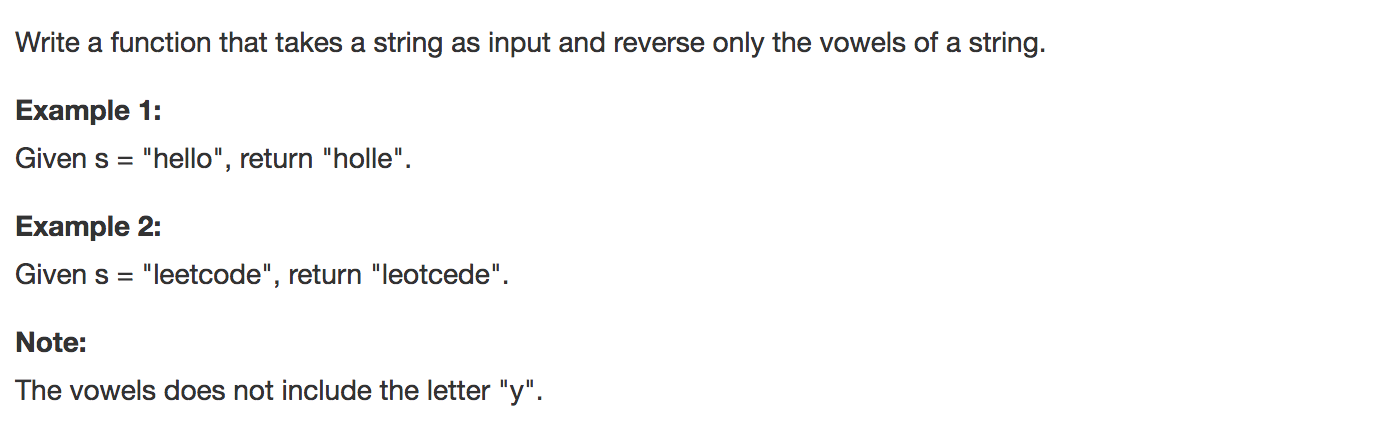 Write a function that takes a string as input and reverse only the vowels of a string.
Example 1:
Given s = "hello", return "holle".
Example 2:
Given s = "leetcode", return "leotcede".
Note:
The vowels does not include the letter "y".